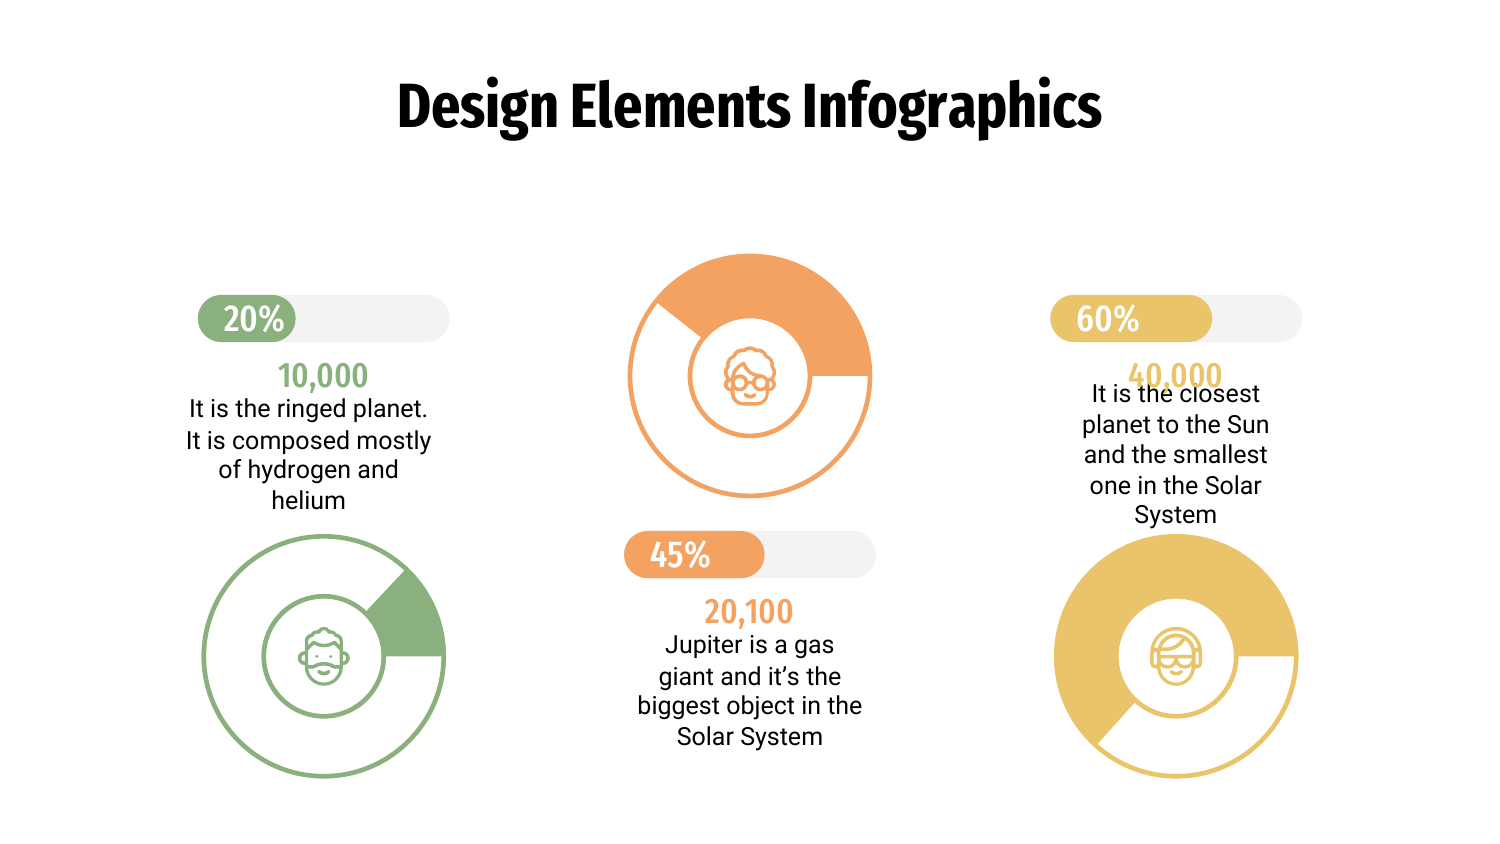 Design Elements Infographics
20%
10,000
It is the ringed planet.
It is composed mostly
of hydrogen and
helium
45%
20,100
Jupiter is a gas
giant and it’s the
biggest object in the
Solar System
60%
40,000
It is the closest
planet to the Sun
and the smallest
one in the Solar
System